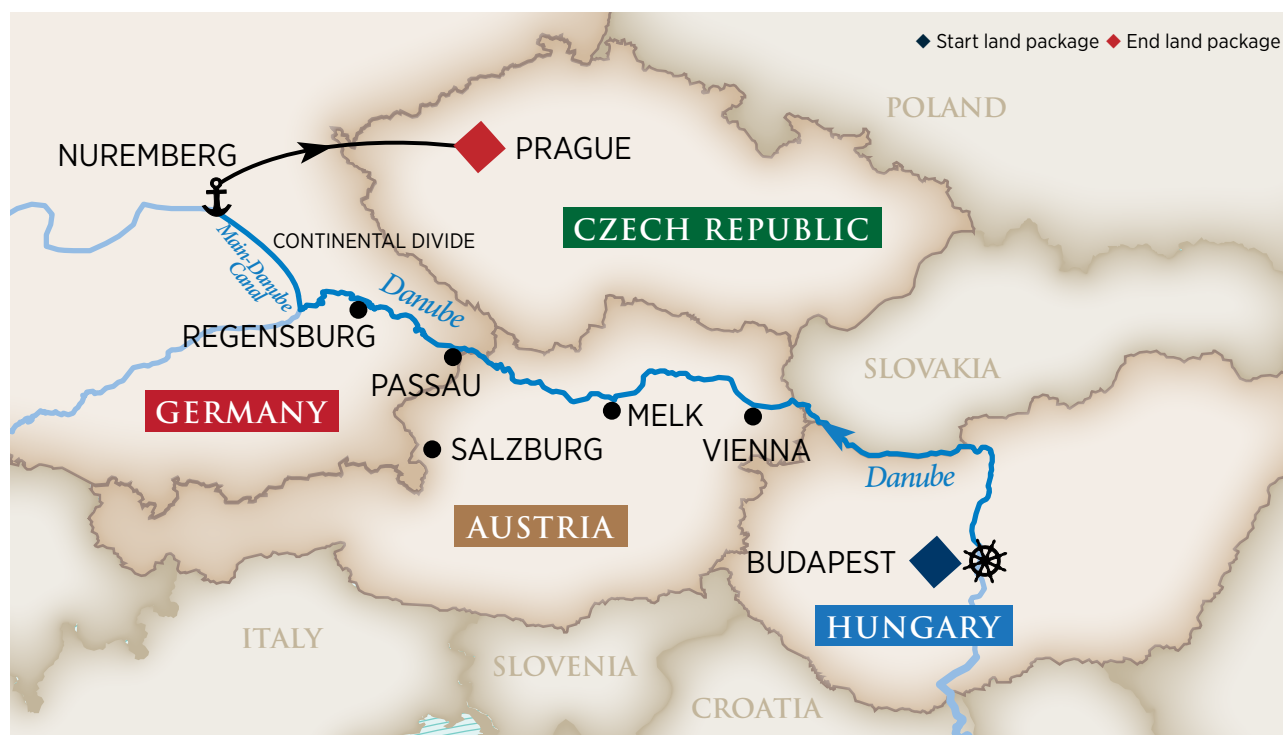 Start land package End land package
POLAND
NUREMBERG
PRAGUE
CZECH REPUBLIC
CONTINENTAL DIVIDE
Main-Danube
Canal
Danube
REGENSBURG
SLOVAKIA
PASSAU
GERMANY
MELK
SALZBURG
VIENNA
Danube
AUSTRIA
BUDAPEST
HUNGARY
ITALY
SLOVENIA
CROATIA